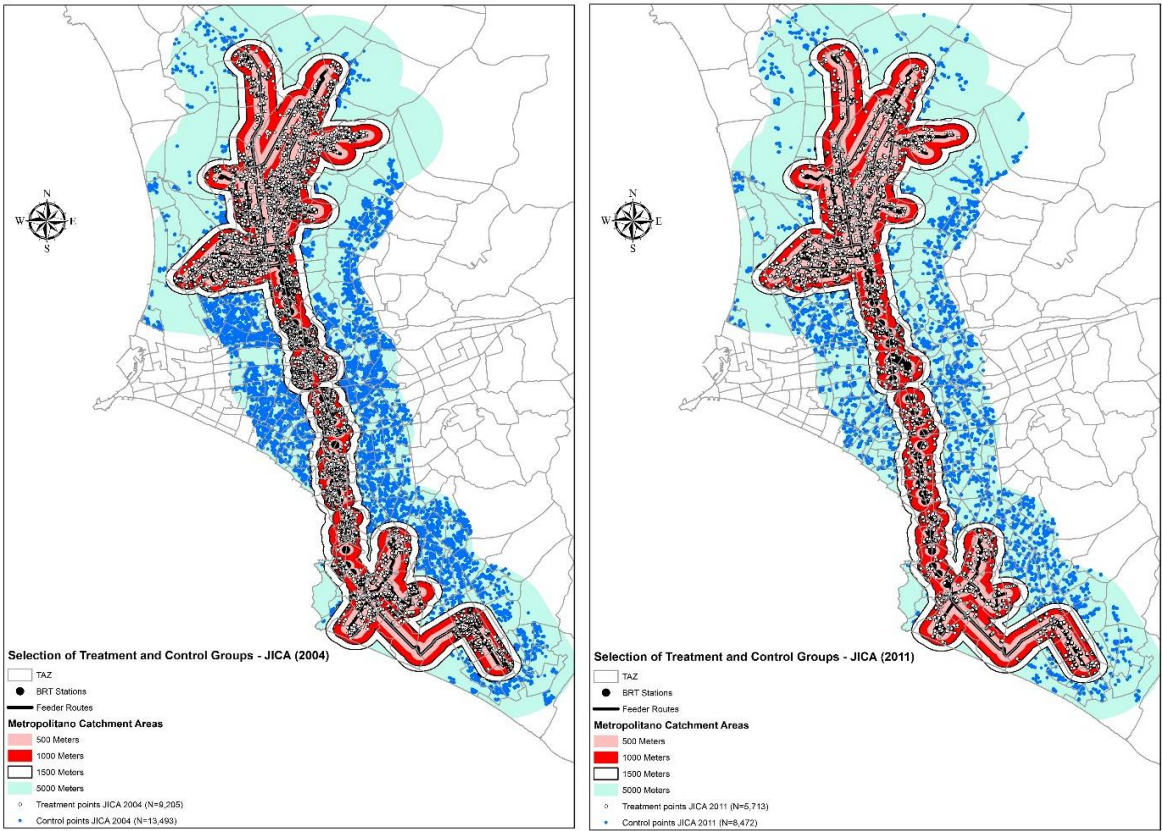 N
W E
S
Selection of Treatment and Control Groups - JICA (2004)
TAZ
BRT Stations
Feeder Routes
Metropolitano Catchment Areas
500 Meters
1000 Meters
1500 Meters
5000 Meters
Treatment points JICA 2004 (N=9,205)
Control points JICA 2004 (N=13,493)
N
W E
S
Selection of Treatment and Control Groups - JICA (2011)
TAZ
BRT Stations
Feeder Routes
Metropolitano Catchment Areas
500 Meters
1000 Meters
1500 Meters
5000 Meters
Treatment points JICA 2011 (N=5,713)
Control points JICA 2011 (N=8,472)